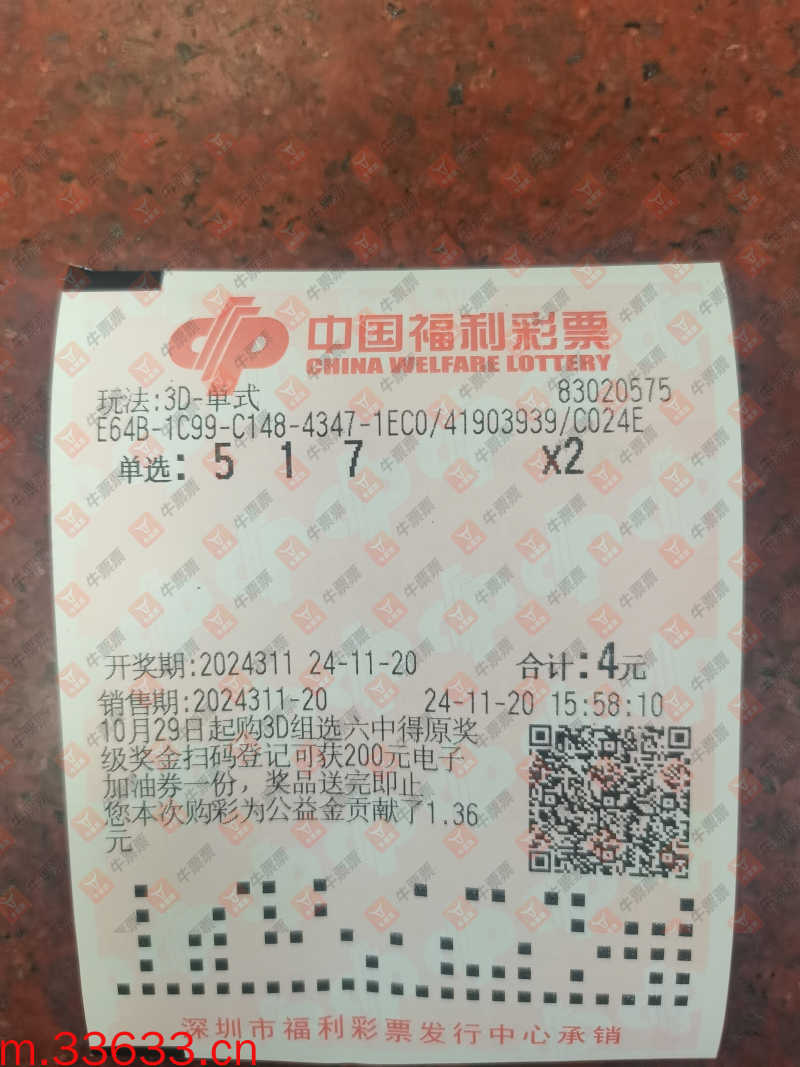 中国福利彩票
CHINA WELFARE LOTTERY
玩法:3D-单式 83020575
E64B-1C99-C148-4347-1EC0/41903939/C024E
单选: 5 1 7 x2
开奖期:2024311 24-11-20 合计:4元
销售期:2024311-20 24-11-20 15:58:10
10月29日起购3D组选六中得原奖
级奖金扫码登记可获200元电子
加油券一份，奖品送完即止
您本次购彩为公益金贡献了1.36
元
深圳市福利彩票发行中心承销
m.33633.cn
牛票票